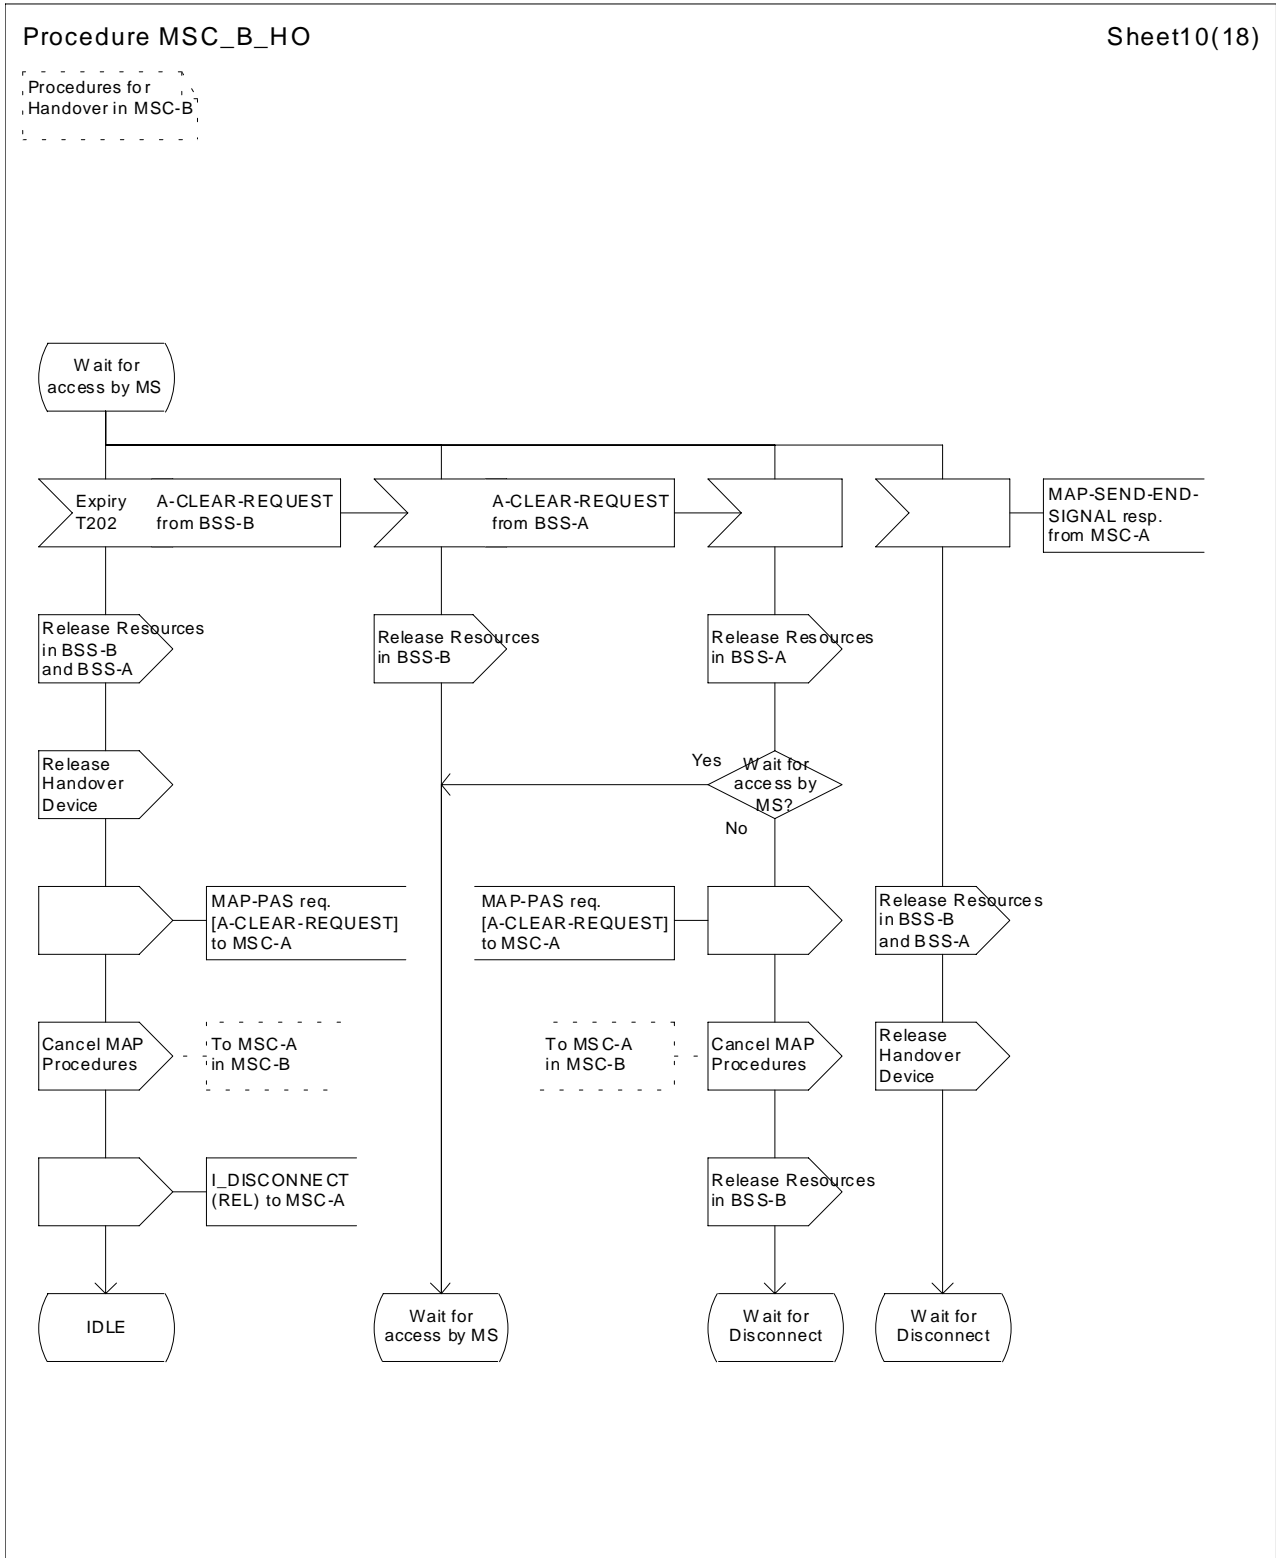 Procedure MSC_B_HO
Sheet10(18)
Procedures for
Handover in MSC-B
Wait for
access by MS
Expiry
T202
A-CLEAR-REQUEST
from BSS-B
A-CLEAR-REQUEST
from BSS-A
MAP-SEND-END-
SIGNAL resp.
from MSC-A
Release Resources
in BSS-B
and BSS-A
Release Resources
in BSS-B
Release Resources
in BSS-A
Release
Handover
Device
Yes
Wait for
access by
MS?
No
MAP-PAS req.
[A-CLEAR-REQUEST]
to MSC-A
MAP-PAS req.
[A-CLEAR-REQUEST]
to MSC-A
Release Resources
in BSS-B
and BSS-A
Cancel MAP
Procedures
To MSC-A
in MSC-B
To MSC-A
in MSC-B
Cancel MAP
Procedures
Release
Handover
Device
I_DISCONNECT
(REL) to MSC-A
Release Resources
in BSS-B
IDLE
Wait for
access by MS
Wait for
Disconnect
Wait for
Disconnect